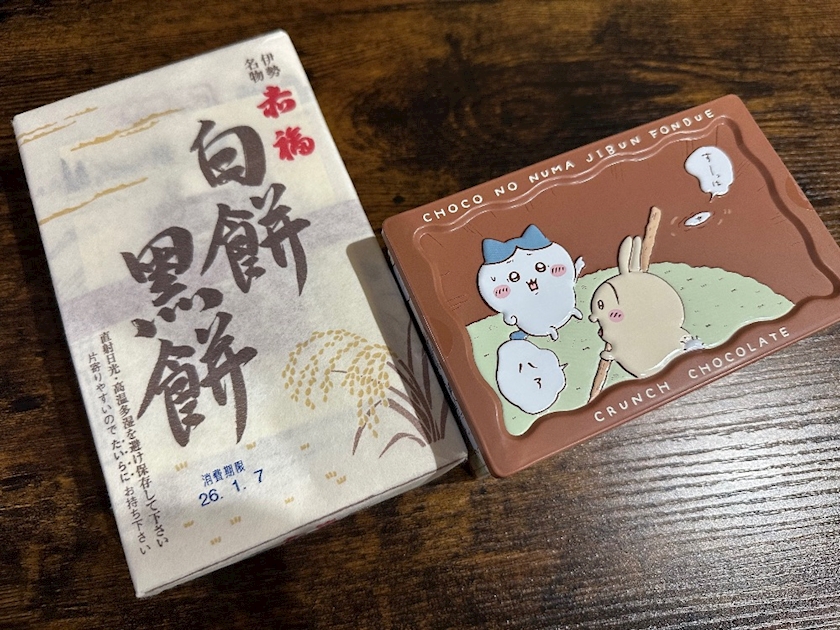 伊勢
名物
赤福
白餅
黒餅
直射日光・高温多湿を避け保存して下さい
片寄りやすいのでたいらにお持ち下さい
消費期限
26.1.7
CHOCO NO NUMA JIBUN FONDUE
ハァ
CRUNCH CHOCOLATE